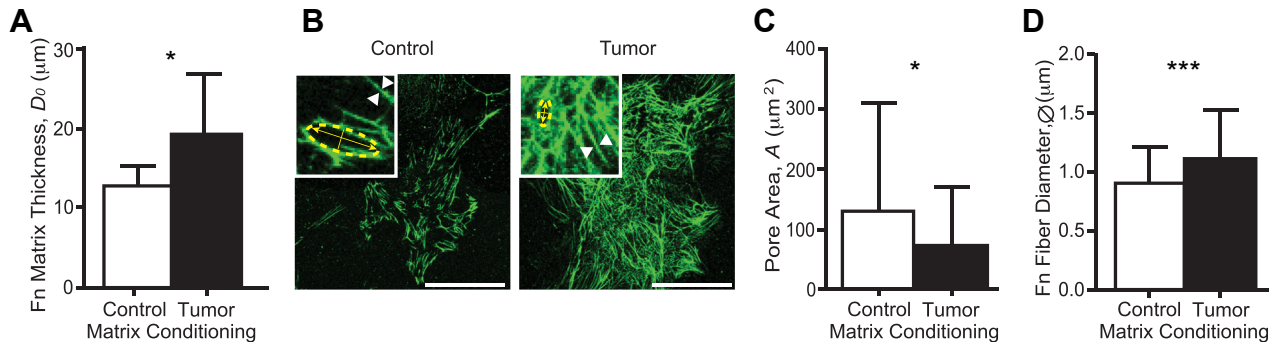 A
Fn Matrix Thickness, D₀ (μm)
30
20
10
0
*
Control Tumor
Matrix Conditioning
B
Control
Tumor
C
Pore Area, A (μm²)
400
300
200
100
0
*
Control Tumor
Matrix Conditioning
D
Fn Fiber Diameter,Ø(μm)
2.0
1.5
1.0
0.5
0.0
***
Control Tumor
Matrix Conditioning